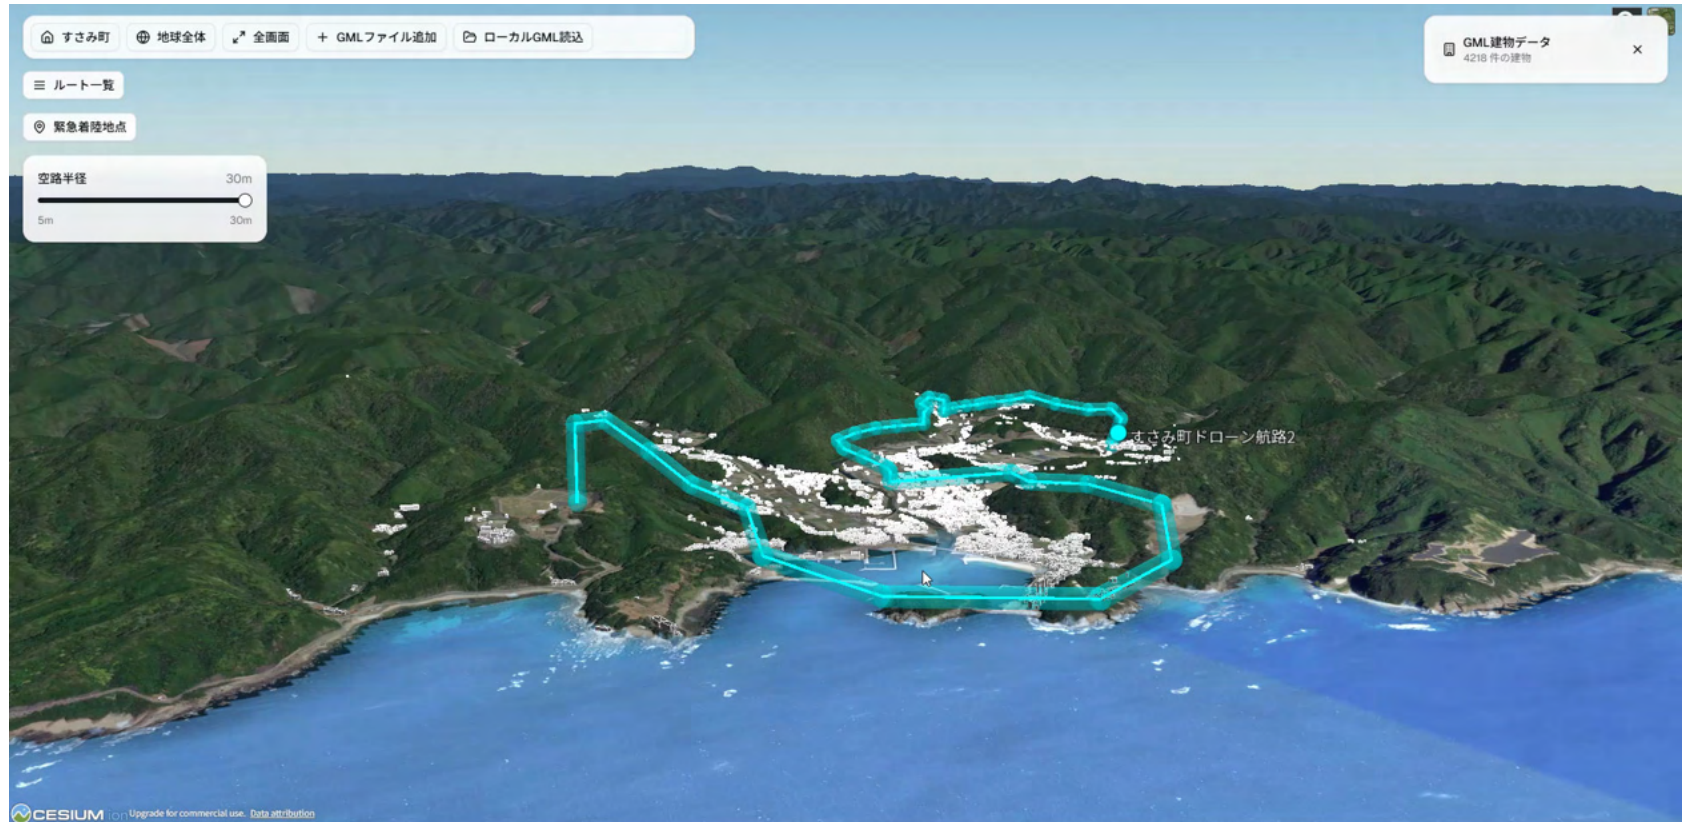 すさみ町
地球全体
全画面
GMLファイル追加
ローカルGML読込
GML建物データ
4218 件の建物
ルート一覧
緊急着陸地点
空路半径
30m
5m
30m
すさみ町ドローン航路2
CESIUM ion Upgrade for commercial use. Data attribution